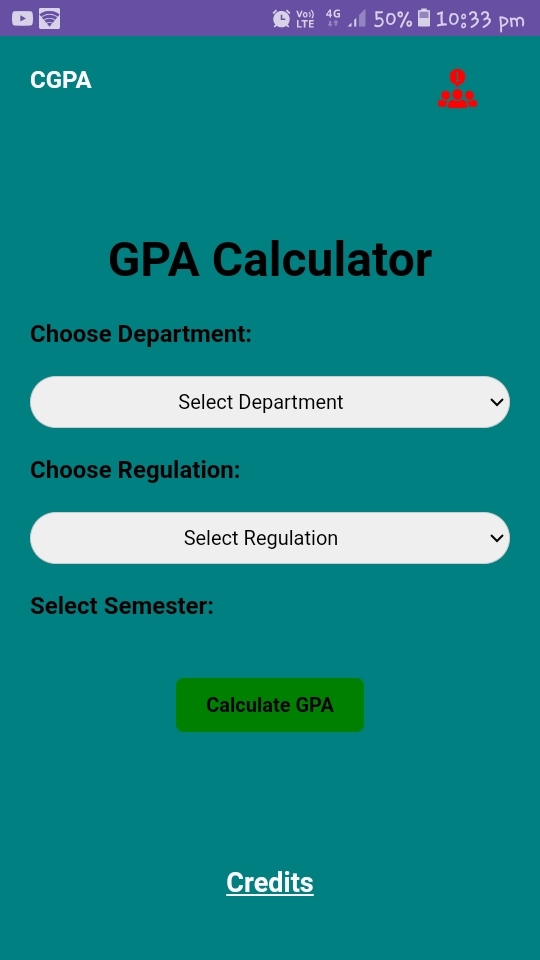 Vo)) LTE 4G 50% 10:33 pm
CGPA
GPA Calculator
Choose Department:
Select Department
Choose Regulation:
Select Regulation
Select Semester:
Calculate GPA
Credits